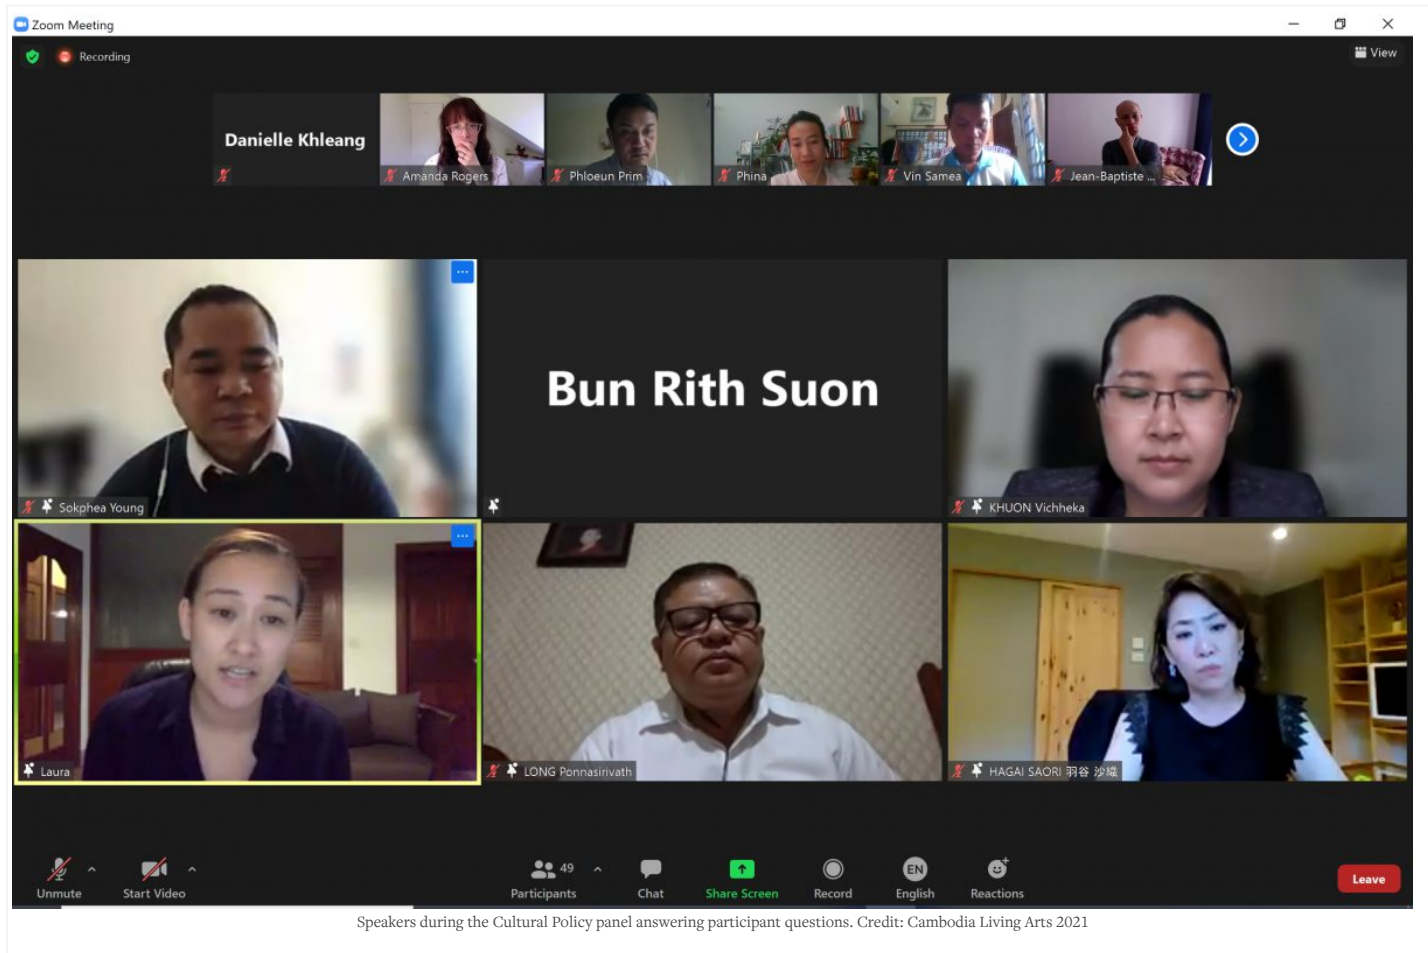 Zoom Meeting
Recording
View
Danielle Khleang
Amanda Rogers
Phloeun Prim
Phina
Vin Samea
Jean-Baptiste ...
Bun Rith Suon
Sokphea Young
KHUON Vichheka
Laura
LONG Ponnasirivath
HAGAI SAORI 羽谷 沙織
49
Unmute
Start Video
Participants
Chat
Share Screen
Record
EN
English
Reactions
Leave
Speakers during the Cultural Policy panel answering participant questions. Credit: Cambodia Living Arts 2021